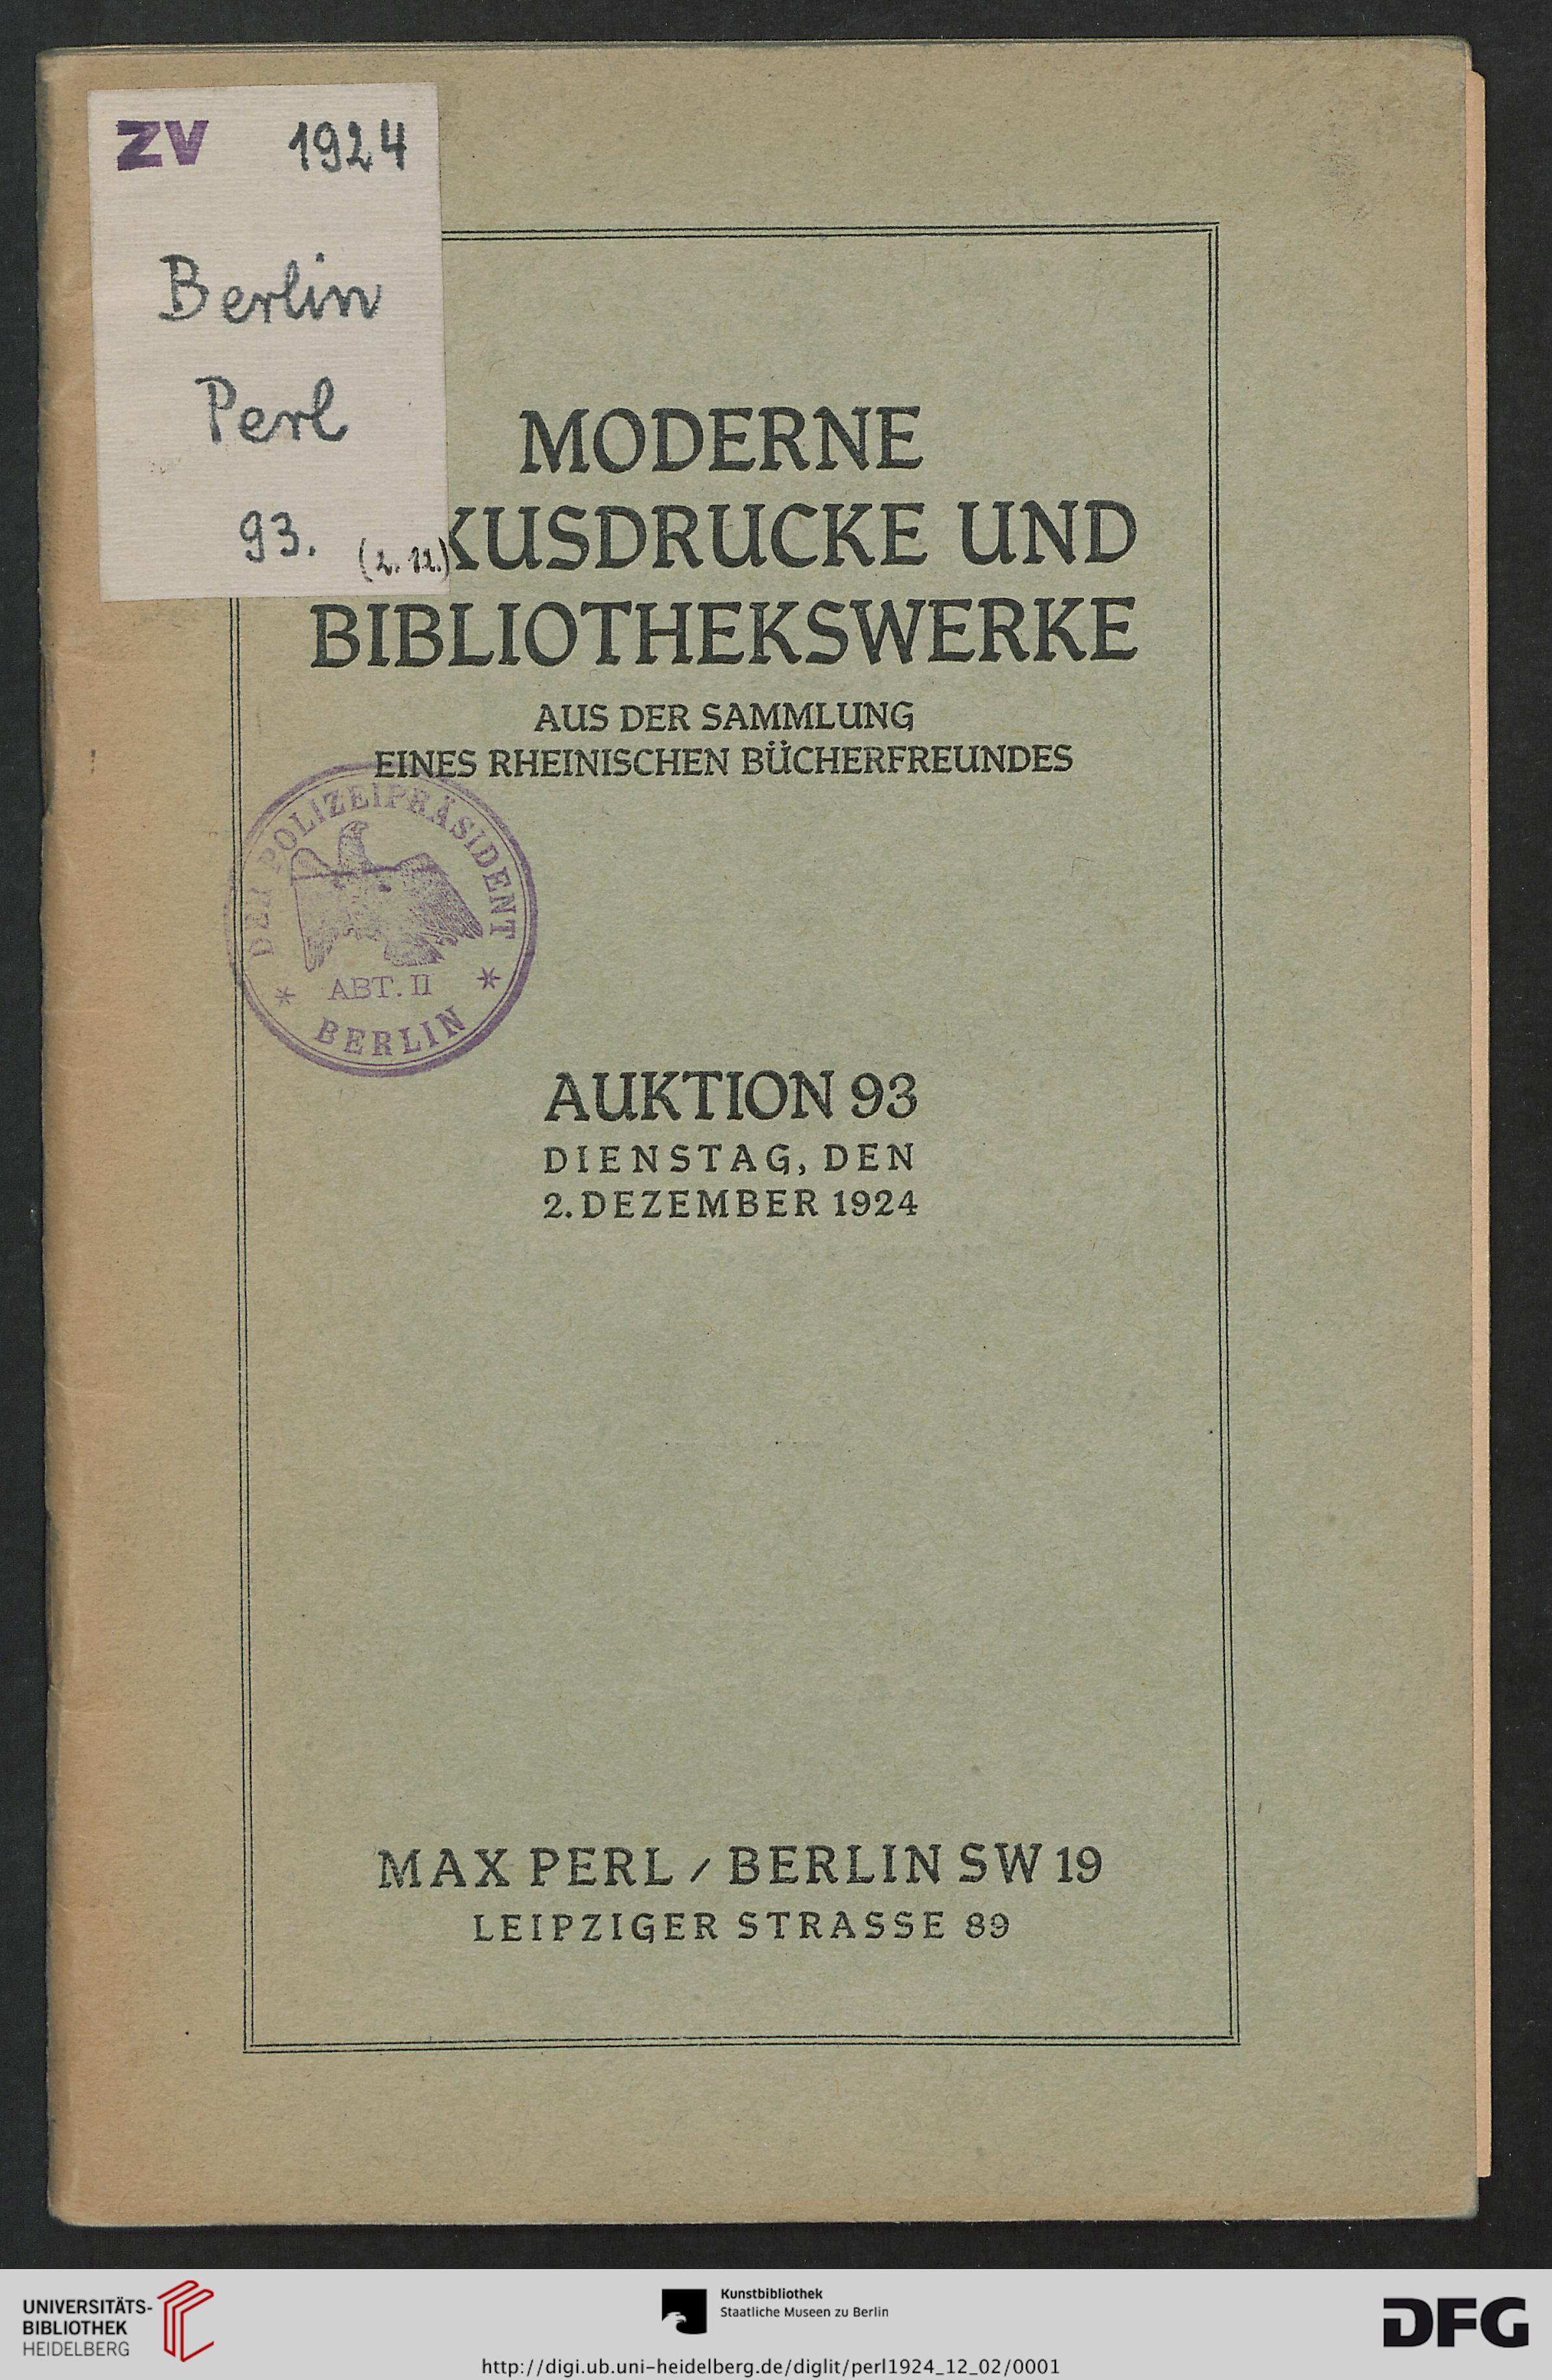 ZV 1924
Berlin
Perl
93. (2. 12.)
MODERNE
KUSDRUCKE UND
BIBLIOTHEKSWERKE
AUS DER SAMMLUNG
EINES RHEINISCHEN BÜCHERFREUNDES
DER POLIZEIPRÄSIDENT
* ABT. II *
BERLIN
AUKTION 93
DIENSTAG, DEN
2. DEZEMBER 1924
MAX PERL / BERLIN SW 19
LEIPZIGER STRASSE 89
UNIVERSITÄTS-
BIBLIOTHEK
HEIDELBERG
Kunstbibliothek
Staatliche Museen zu Berlin
DFG
http://digi.ub.uni-heidelberg.de/diglit/perl1924_12_02/0001